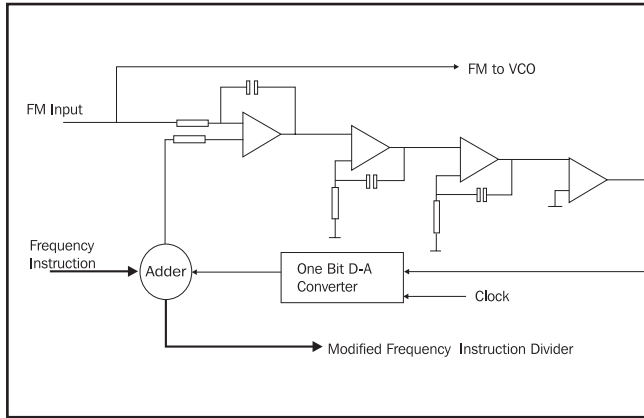 FM to VCO
FM Input
Frequency
Instruction
Adder
One Bit D-A
Converter
Clock
Modified Frequency Instruction Divider